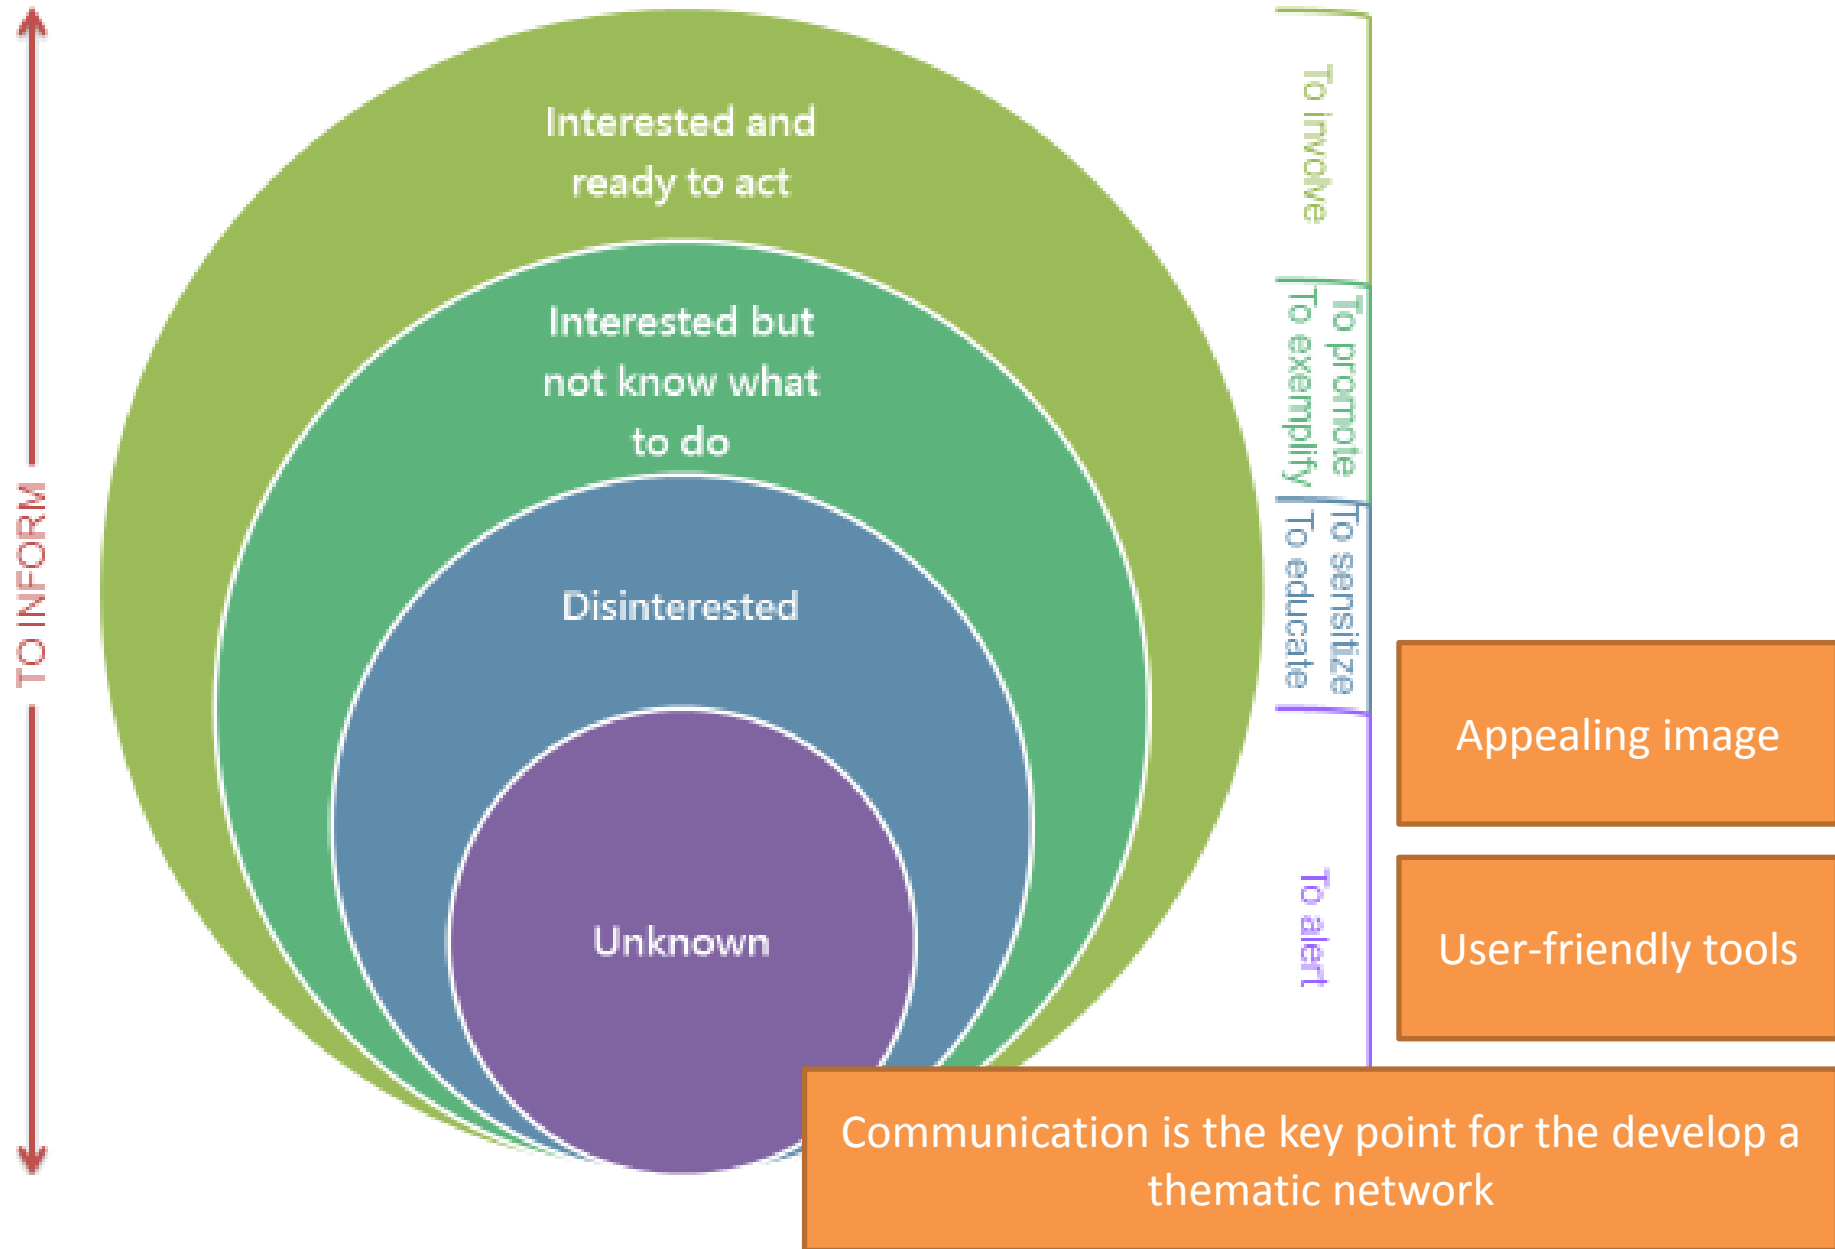 TO INFORM
Interested and
ready to act
Interested but
not know what
to do
Disinterested
Unknown
To involve
To promote
To exemplify
To sensitize
To educate
To alert
Appealing image
User-friendly tools
Communication is the key point for the develop a
thematic network